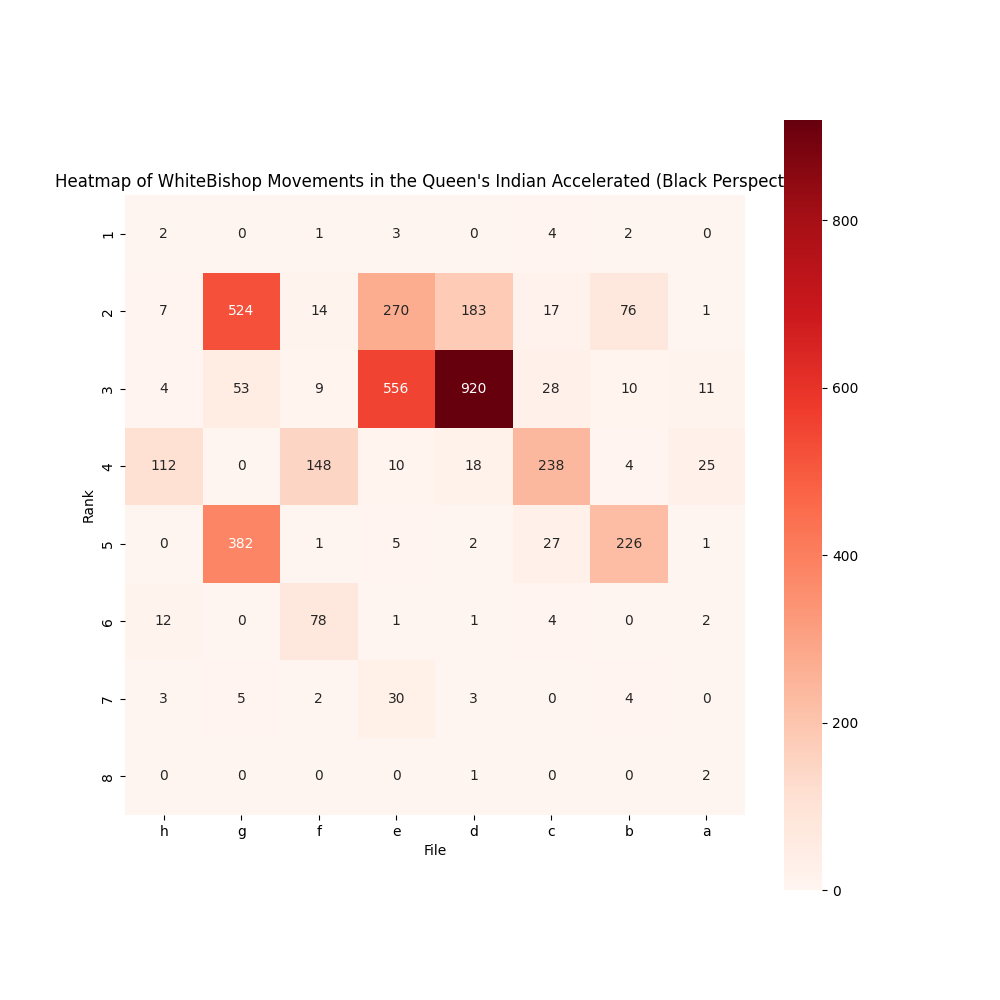 Heatmap of WhiteBishop Movements in the Queen's Indian Accelerated (Black Perspect
1 2 0 1 3 0 4 2 0
2 7 524 14 270 183 17 76 1
3 4 53 9 556 920 28 10 11
4 112 0 148 10 18 238 4 25
5 0 382 1 5 2 27 226 1
6 12 0 78 1 1 4 0 2
7 3 5 2 30 3 0 4 0
8 0 0 0 0 1 0 0 2
h g f e d c b a
File
Rank
800
600
400
200
0